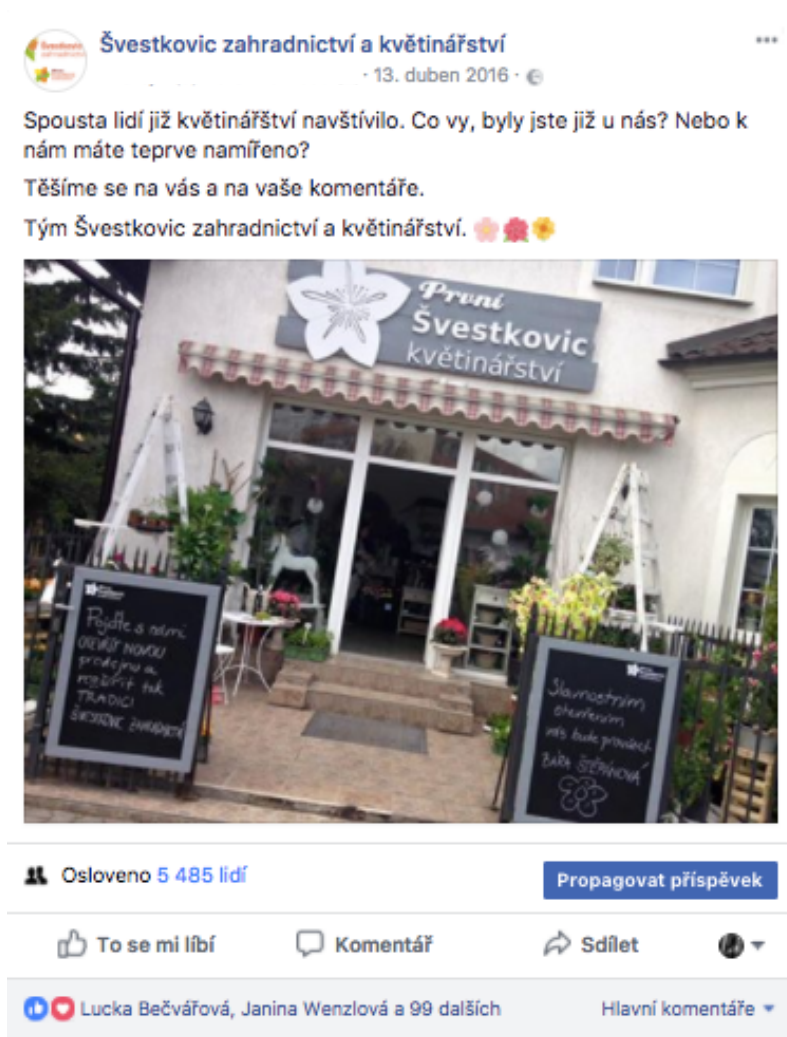 Švestkovic zahradnictví a květinářství
· 13. duben 2016 ·
Spousta lidí již květinářštví navštívilo. Co vy, byly jste již u nás? Nebo k
nám máte teprve namířeno?
Těšíme se na vás a na vaše komentáře.
Tým Švestkovic zahradnictví a květinářství. 🌸🌺🌼
První
Švestkovic
květinářství
Pojďte s námi
OTEVŘÍT NOVOU
prodejnu a
rozšířit tak
TRADICI
ŠVESTKOVIC ZAHRADNICTVÍ
Slavnostním
otevřením
vás bude provázet
BÁRA ŠTĚPÁNOVÁ
Osloveno 5 485 lidí
Propagovat příspěvek
To se mi líbí
Komentář
Sdílet
Lucka Bečvářová, Janina Wenzlová a 99 dalších
Hlavní komentáře